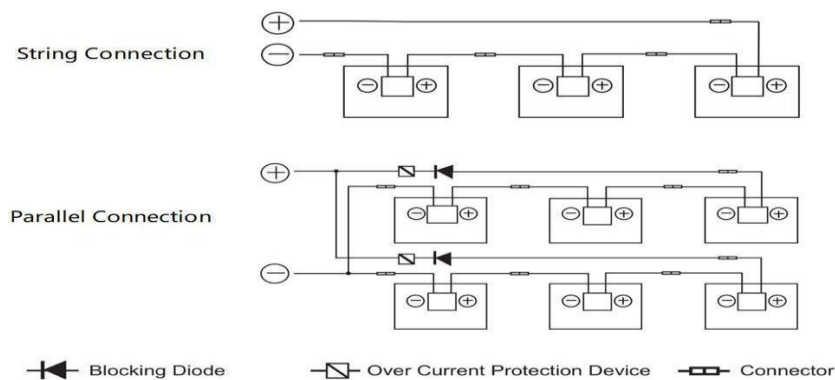 String Connection
Parallel Connection
Blocking Diode
Over Current Protection Device
Connector